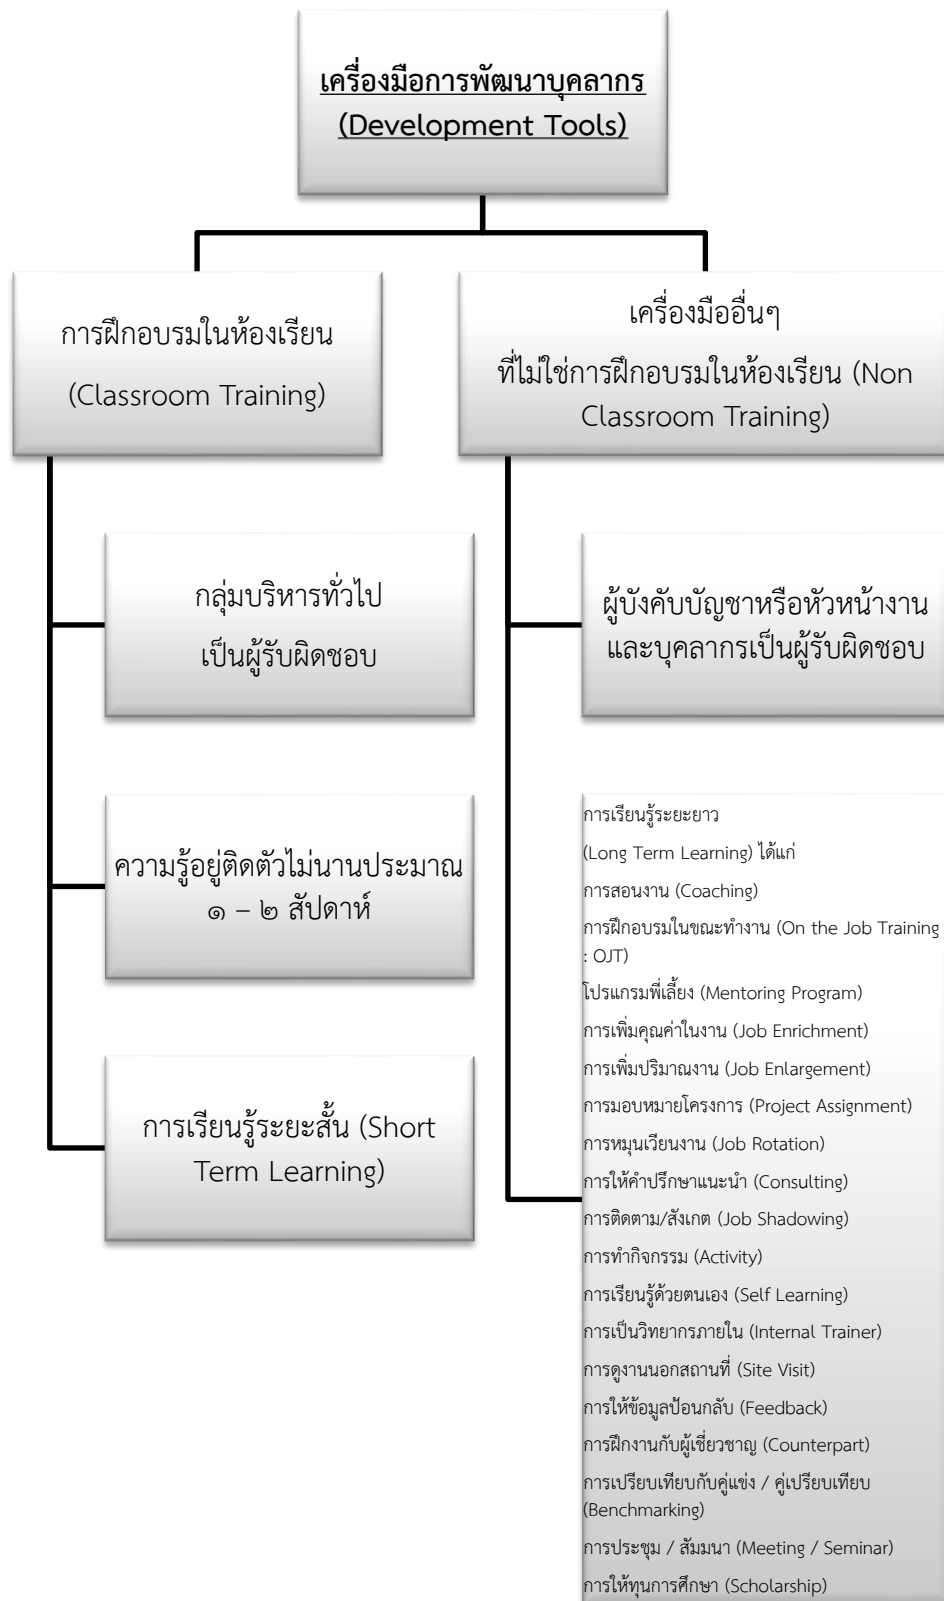 เครื่องมือการพัฒนาบุคลากร
(Development Tools)
การฝึกอบรมในห้องเรียน
(Classroom Training)
เครื่องมืออื่นๆ
ที่ไม่ใช่การฝึกอบรมในห้องเรียน (Non
Classroom Training)
กลุ่มบริหารทั่วไป
เป็นผู้รับผิดชอบ
ผู้บังคับบัญชาหรือหัวหน้างาน
และบุคลากรเป็นผู้รับผิดชอบ
ความรู้อยู่ติดตัวไม่นานประมาณ
๑ – ๒ สัปดาห์
การเรียนรู้ระยะสั้น (Short
Term Learning)
การเรียนรู้ระยะยาว
(Long Term Learning) ได้แก่
การสอนงาน (Coaching)
การฝึกอบรมในขณะทำงาน (On the Job Training
: OJT)
โปรแกรมพี่เลี้ยง (Mentoring Program)
การเพิ่มคุณค่าในงาน (Job Enrichment)
การเพิ่มปริมาณงาน (Job Enlargement)
การมอบหมายโครงการ (Project Assignment)
การหมุนเวียนงาน (Job Rotation)
การให้คำปรึกษาแนะนำ (Consulting)
การติดตาม/สังเกต (Job Shadowing)
การทำกิจกรรม (Activity)
การเรียนรู้ด้วยตนเอง (Self Learning)
การเป็นวิทยากรภายใน (Internal Trainer)
การดูงานนอกสถานที่ (Site Visit)
การให้ข้อมูลป้อนกลับ (Feedback)
การฝึกงานกับผู้เชี่ยวชาญ (Counterpart)
การเปรียบเทียบกับคู่แข่ง / คู่เปรียบเทียบ
(Benchmarking)
การประชุม / สัมมนา (Meeting / Seminar)
การให้ทุนการศึกษา (Scholarship)